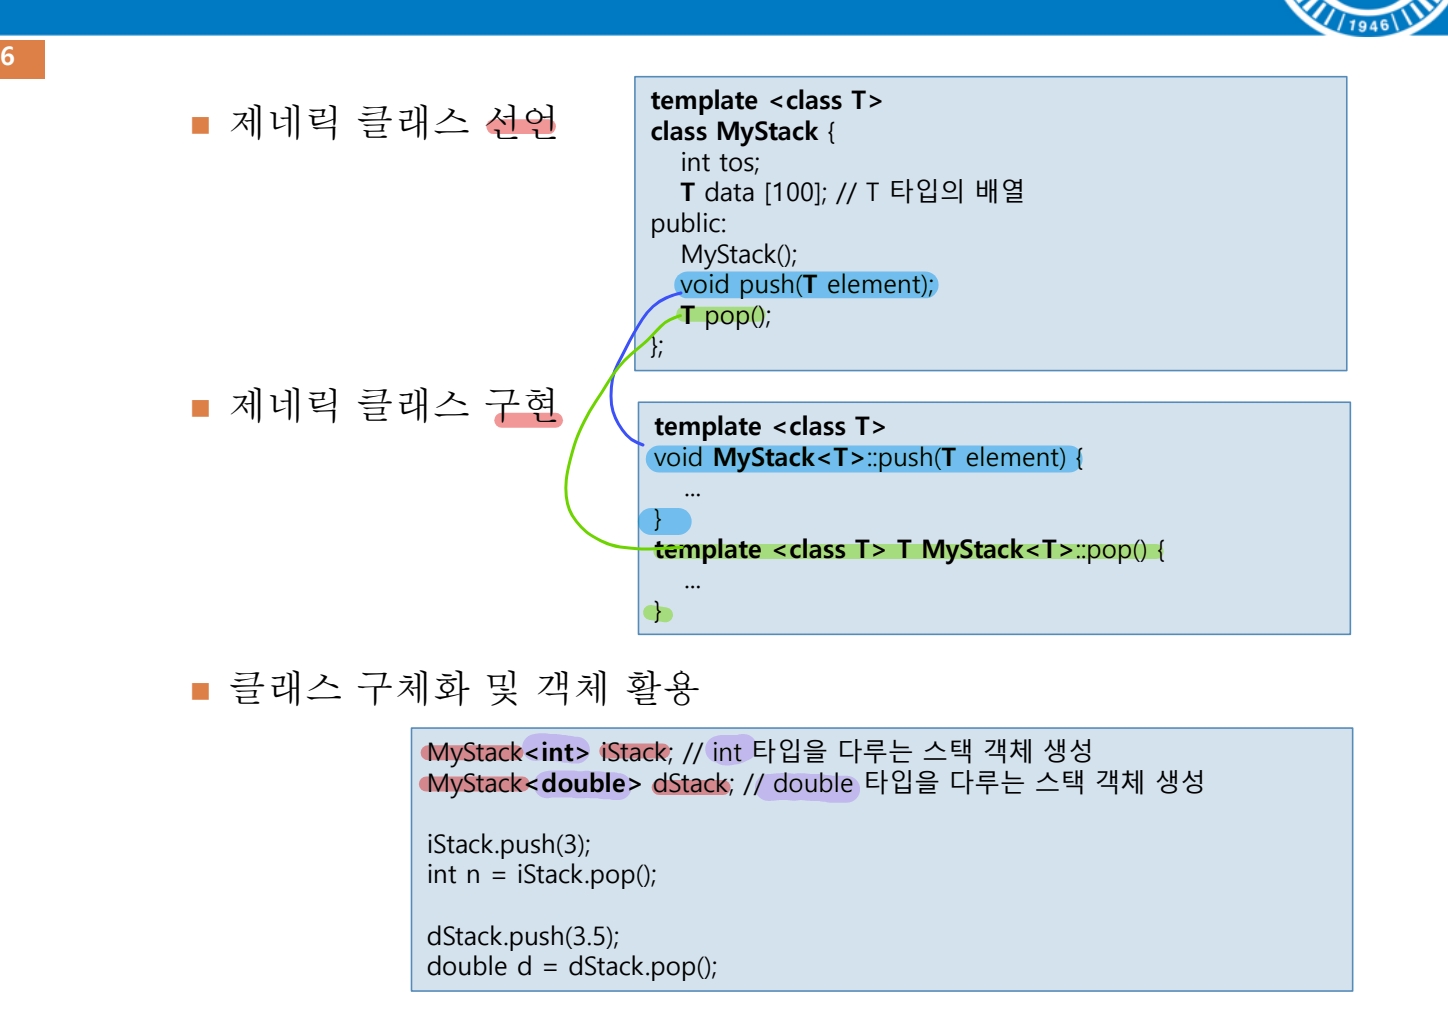 1946
6
제네릭 클래스 선언
template <class T>
class MyStack {
int tos;
T data [100]; // T 타입의 배열
public:
MyStack();
void push(T element);
T pop();
};
제네릭 클래스 구현
template <class T>
void MyStack<T>::push(T element) {
...
}
template <class T> T MyStack<T>::pop() {
...
}
클래스 구체화 및 객체 활용
MyStack<int> iStack; // int 타입을 다루는 스택 객체 생성
MyStack<double> dStack; // double 타입을 다루는 스택 객체 생성
iStack.push(3);
int n = iStack.pop();
dStack.push(3.5);
double d = dStack.pop();